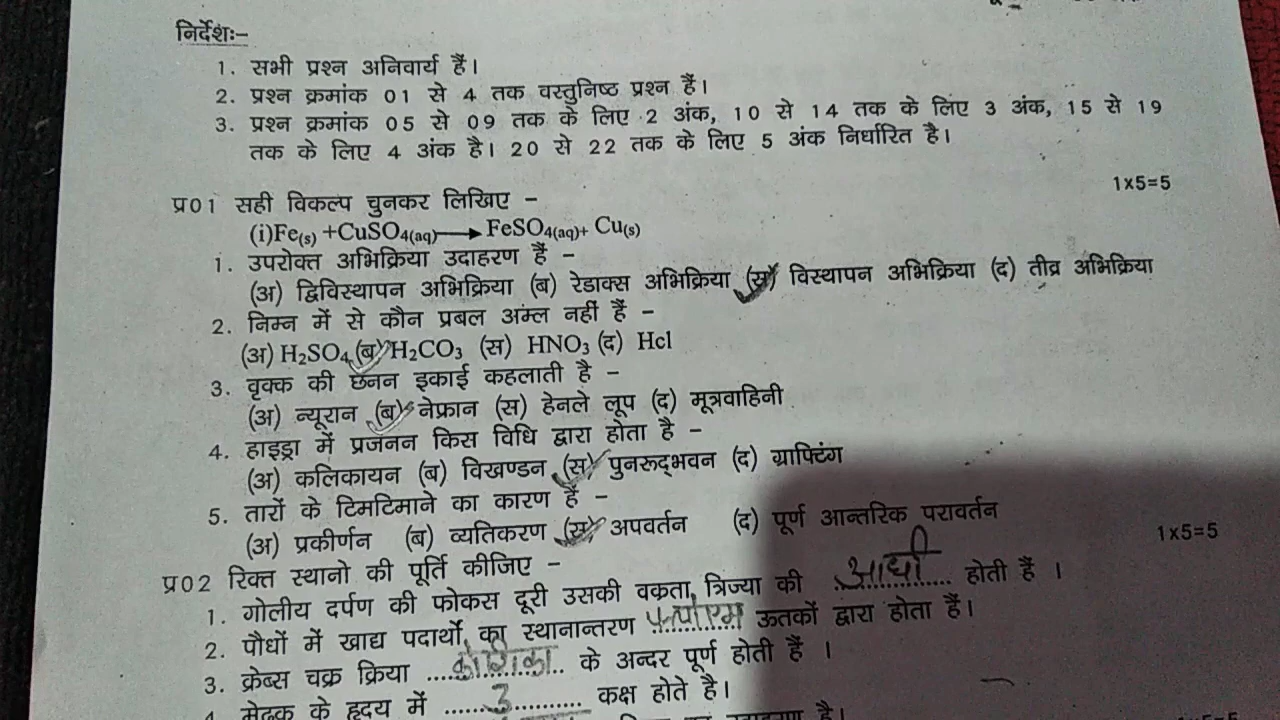 निर्देशः–
1. सभी प्रश्न अनिवार्य हैं।
2. प्रश्न क्रमांक 01 से 4 तक वस्तुनिष्ठ प्रश्न हैं।
3. प्रश्न क्रमांक 05 से 09 तक के लिए 2 अंक, 10 से 14 तक के लिए 3 अंक, 15 से 19
तक के लिए 4 अंक है। 20 से 22 तक के लिए 5 अंक निर्धारित है।
प्र01 सही विकल्प चुनकर लिखिए – 1x5=5
(i)Fe(s) +CuSO4(aq)⟶ FeSO4(aq)+ Cu(s)
1. उपरोक्त अभिक्रिया उदाहरण हैं –
(अ) द्विविस्थापन अभिक्रिया (ब) रेडाक्स अभिक्रिया (स) विस्थापन अभिक्रिया (द) तीव्र अभिक्रिया
2. निम्न में से कौन प्रबल अम्ल नहीं हैं –
(अ) H2SO4 (ब) H2CO3 (स) HNO3 (द) Hcl
3. वृक्क की छनन इकाई कहलाती है –
(अ) न्यूरान (ब) नेफ्रान (स) हेनले लूप (द) मूत्रवाहिनी
4. हाइड्रा में प्रजनन किस विधि द्वारा होता है –
(अ) कलिकायन (ब) विखण्डन (स) पुनरूद्भवन (द) ग्राफ्टिंग
5. तारों के टिमटिमाने का कारण हैं –
(अ) प्रकीर्णन (ब) व्यतिकरण (स) अपवर्तन (द) पूर्ण आन्तरिक परावर्तन
प्र02 रिक्त स्थानो की पूर्ति कीजिए – 1x5=5
1. गोलीय दर्पण की फोकस दूरी उसकी वक्रता त्रिज्या की आधी होती हैं ।
2. पौधों में खाद्य पदार्थो का स्थानान्तरण ऊतकों द्वारा होता हैं।
3. क्रेब्स चक्र क्रिया कोशिका के अन्दर पूर्ण होती हैं ।
4. मेढक के हृदय में 3 कक्ष होते है।